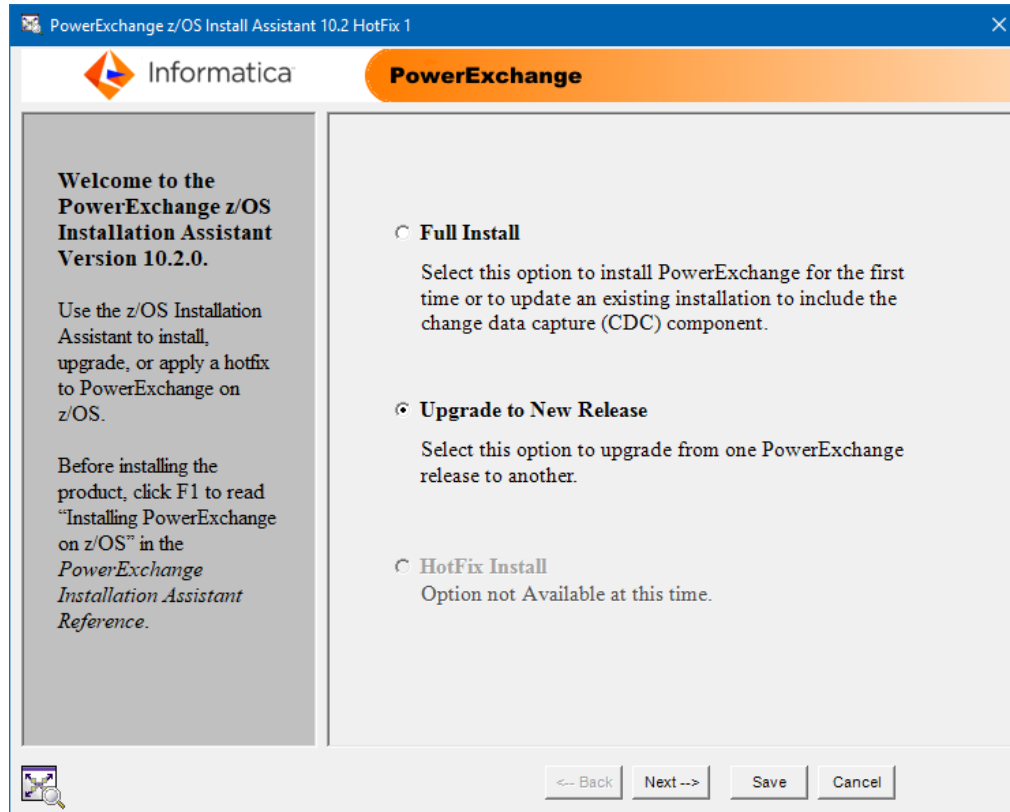 PowerExchange z/OS Install Assistant 10.2 HotFix 1
Informatica
PowerExchange
Welcome to the
PowerExchange z/OS
Installation Assistant
Version 10.2.0.
Use the z/OS Installation
Assistant to install,
upgrade, or apply a hotfix
to PowerExchange on
z/OS.
Before installing the
product, click F1 to read
“Installing PowerExchange
on z/OS” in the
PowerExchange
Installation Assistant
Reference.
Full Install
Select this option to install PowerExchange for the first
time or to update an existing installation to include the
change data capture (CDC) component.
Upgrade to New Release
Select this option to upgrade from one PowerExchange
release to another.
HotFix Install
Option not Available at this time.
<-- Back Next --> Save Cancel